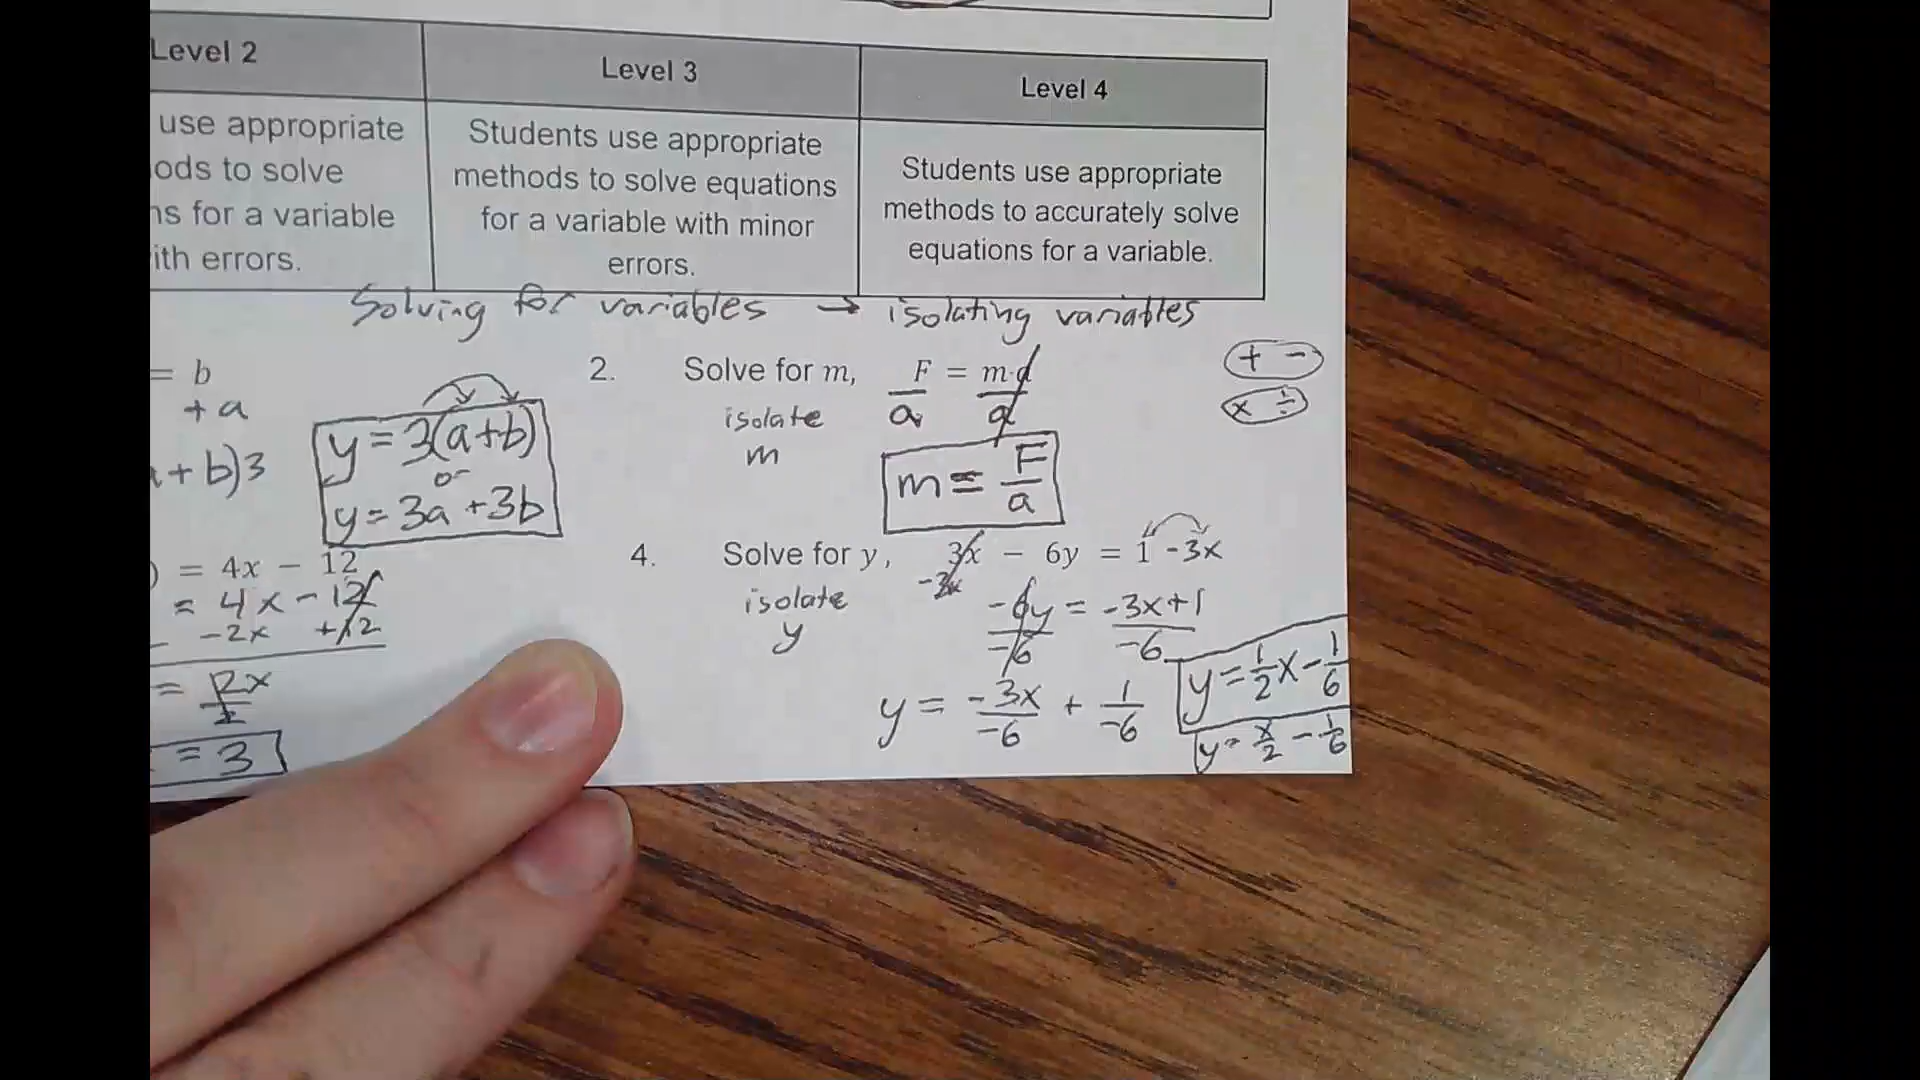 Level 2
Level 3
Level 4
use appropriate
ods to solve
ns for a variable
ith errors.
Students use appropriate
methods to solve equations
for a variable with minor
errors.
Students use appropriate
methods to accurately solve
equations for a variable.
Solving for variables → isolating variables
= b
+ a
+ b)3
y = 3(a+b)
or
y = 3a + 3b
2. Solve for m, F = m·a
a a
isolate
m
m = F/a
+ −
× ÷
) = 4x − 12
= 4x − 12
−2x +12
= 2x
2
= 3
4. Solve for y, 3x − 6y = 1 −3x
−3x
isolate
y
−6y = −3x+1
−6 −6
y = −3x/−6 + 1/−6
y = 1/2x − 1/6
y = x/2 − 1/6